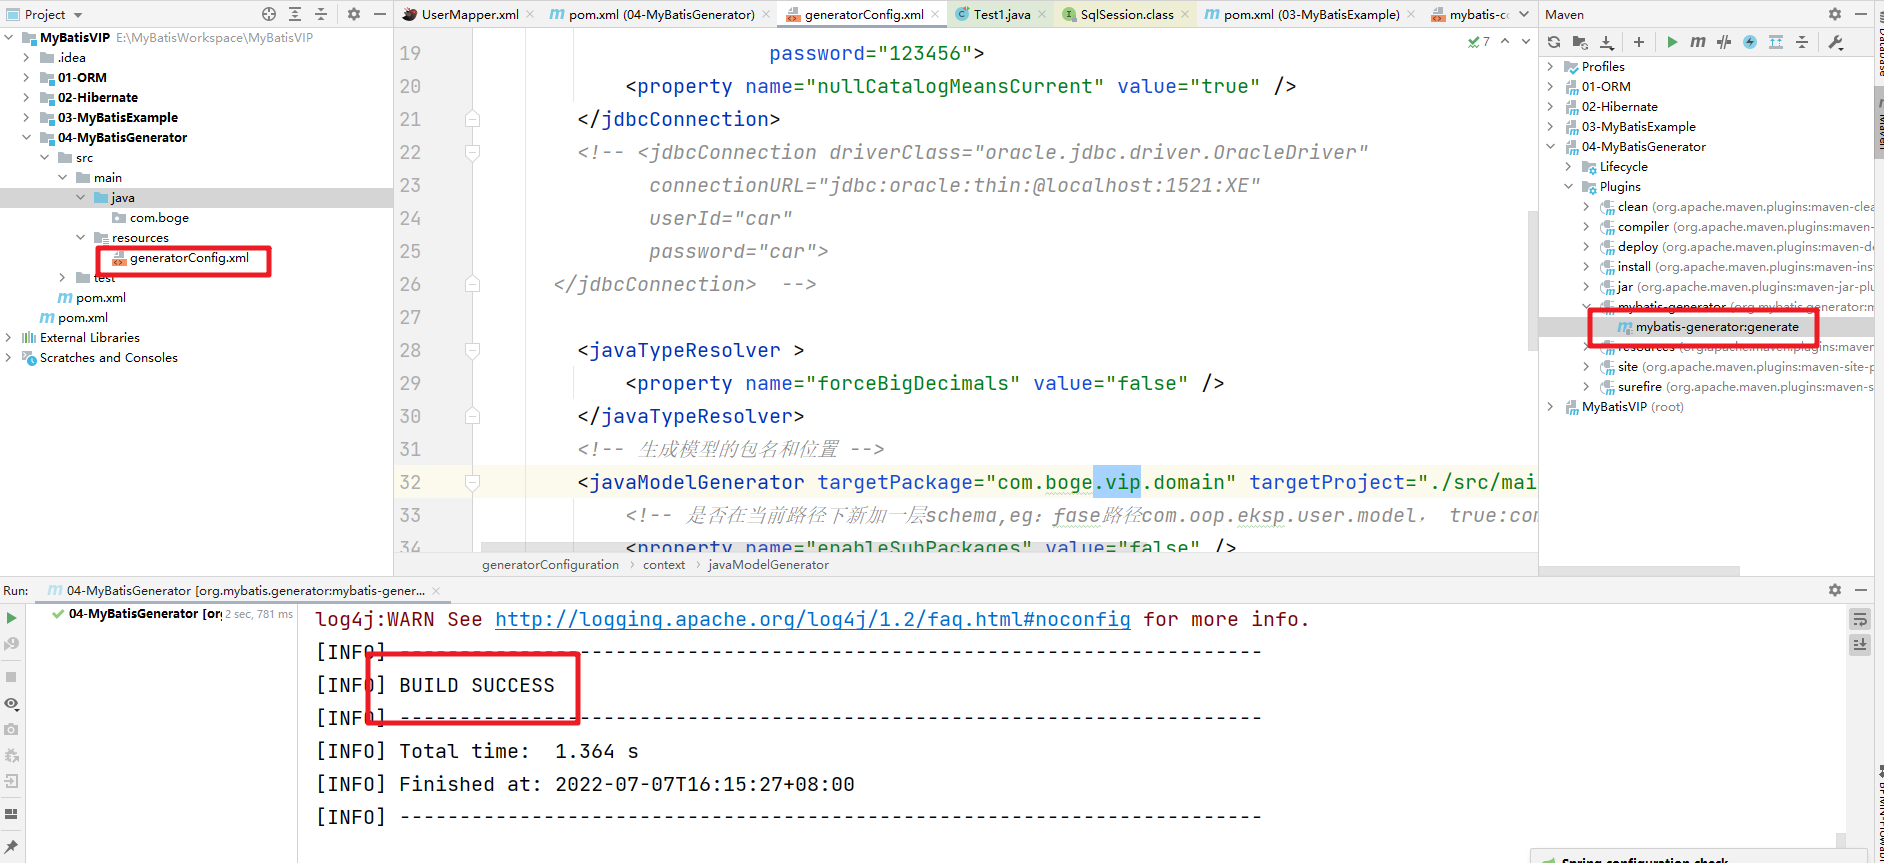 Project
MyBatisVIP E:\MyBatisWorkspace\MyBatisVIP
.idea
01-ORM
02-Hibernate
03-MyBatisExample
04-MyBatisGenerator
src
main
java
com.boge
resources
generatorConfig.xml
test
pom.xml
pom.xml
External Libraries
Scratches and Consoles
UserMapper.xml
pom.xml (04-MyBatisGenerator)
generatorConfig.xml
Test1.java
SqlSession.class
pom.xml (03-MyBatisExample)
mybatis-co
7
19 password="123456">
20 <property name="nullCatalogMeansCurrent" value="true" />
21 </jdbcConnection>
22 <!-- <jdbcConnection driverClass="oracle.jdbc.driver.OracleDriver"
23 connectionURL="jdbc:oracle:thin:@localhost:1521:XE"
24 userId="car"
25 password="car">
26 </jdbcConnection> -->
27
28 <javaTypeResolver >
29 <property name="forceBigDecimals" value="false" />
30 </javaTypeResolver>
31 <!-- 生成模型的包名和位置 -->
32 <javaModelGenerator targetPackage="com.boge.vip.domain" targetProject="./src/mai
33 <!-- 是否在当前路径下新加一层schema,eg：fase路径com.oop.eksp.user.model， true:com
34 <property name="enableSubPackages" value="false" />
generatorConfiguration › context › javaModelGenerator
Maven
Profiles
01-ORM
02-Hibernate
03-MyBatisExample
04-MyBatisGenerator
Lifecycle
Plugins
clean (org.apache.maven.plugins:maven-clea
compiler (org.apache.maven.plugins:maven-
deploy (org.apache.maven.plugins:maven-de
install (org.apache.maven.plugins:maven-ins
jar (org.apache.maven.plugins:maven-jar-plu
mybatis-generator (org.mybatis.generator:m
mybatis-generator:generate
resources (org.apache.maven.plugins:maven
site (org.apache.maven.plugins:maven-site-p
surefire (org.apache.maven.plugins:maven-s
MyBatisVIP (root)
Database
Maven
Run: 04-MyBatisGenerator [org.mybatis.generator:mybatis-gener...
04-MyBatisGenerator [org 2 sec, 781 ms
log4j:WARN See http://logging.apache.org/log4j/1.2/faq.html#noconfig for more info.
[INFO] ------------------------------------------------------------------------
[INFO] BUILD SUCCESS
[INFO] ------------------------------------------------------------------------
[INFO] Total time:  1.364 s
[INFO] Finished at: 2022-07-07T16:15:27+08:00
[INFO] ------------------------------------------------------------------------
Spring configuration check